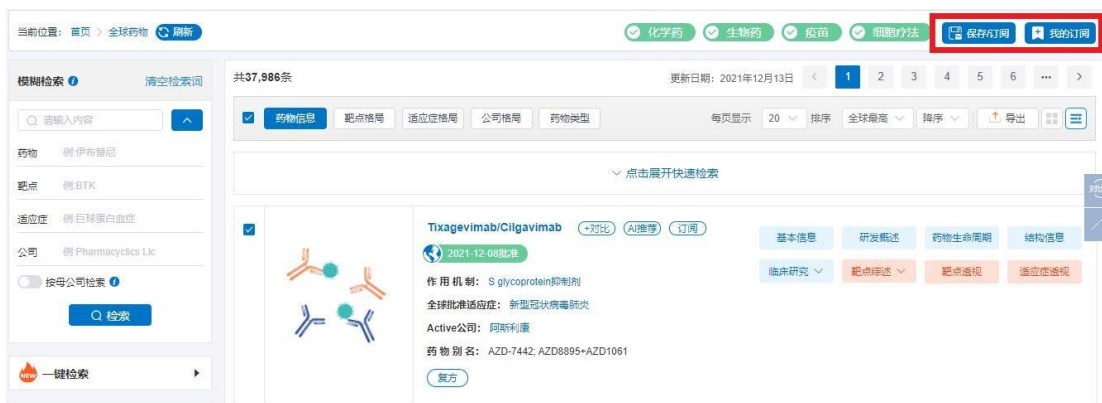 当前位置: 首页 > 全球药物 刷新 化学药 生物药 疫苗 细胞疗法 保存/订阅 我的订阅
模糊检索 清空检索词
请输入内容
药物 例:伊布替尼
靶点 例:BTK
适应症 例:巨球蛋白血症
公司 例:Pharmacyclics Llc
按母公司检索
检索
NEW 一键检索
共37,986条 更新日期: 2021年12月13日 < 1 2 3 4 5 6 ... >
药物信息 靶点格局 适应症格局 公司格局 药物类型 每页显示 20 排序 全球最高 降序 导出
点击展开快速检索
对比
Tixagevimab/Cilgavimab +对比 AI推荐 订阅
2021-12-08批准
作用机制: S glycoprotein抑制剂
全球批准适应症: 新型冠状病毒肺炎
Active公司: 阿斯利康
药物别名: AZD-7442; AZD8895+AZD1061
复方
基本信息 研发概述 药物生命周期 结构信息
临床研究 靶点综述 靶点透视 适应症透视